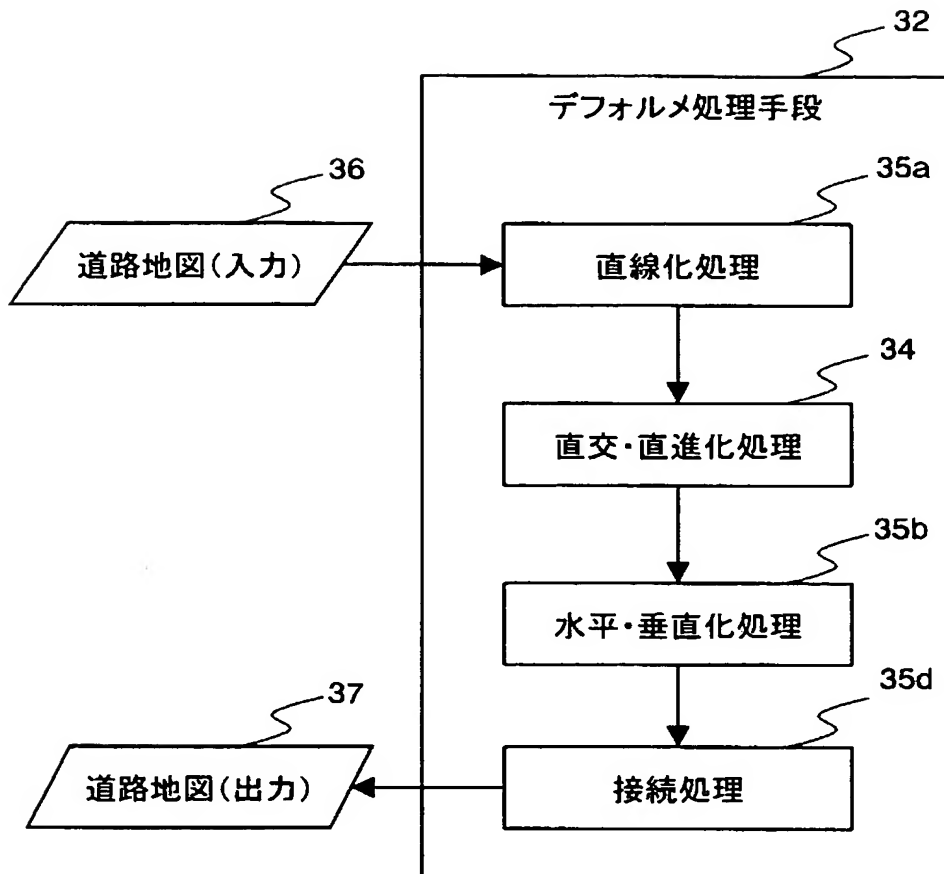 32
デフォルメ処理手段
36
35a
道路地図(入力)
直線化処理
34
直交・直進化処理
35b
水平・垂直化処理
37
35d
道路地図(出力)
接続処理